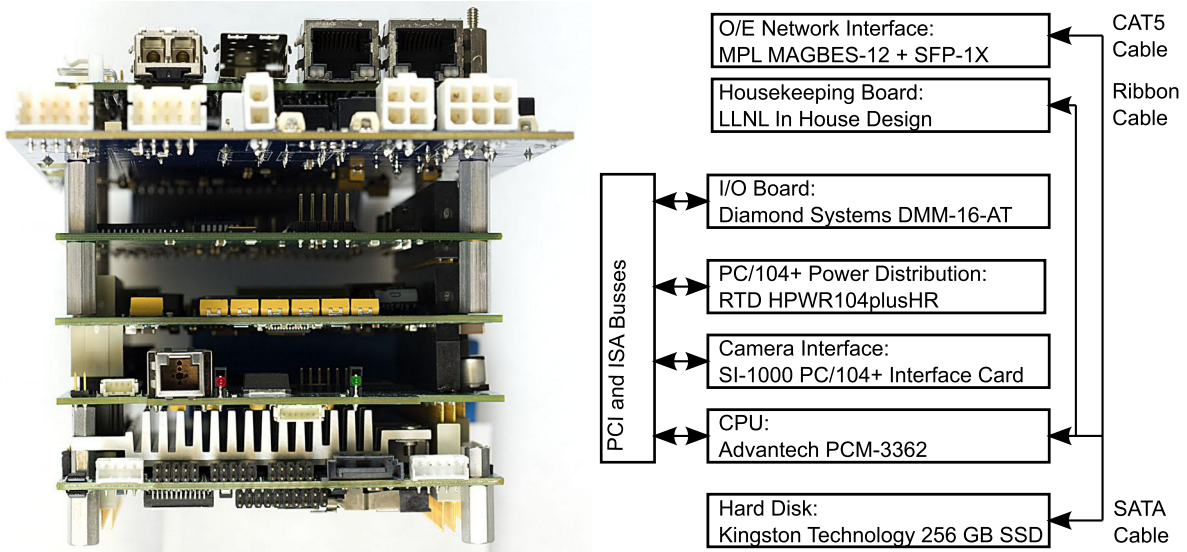 O/E Network Interface:
MPL MAGBES-12 + SFP-1X
CAT5
Cable
Housekeeping Board:
LLNL In House Design
Ribbon
Cable
PCI and ISA Busses
I/O Board:
Diamond Systems DMM-16-AT
PC/104+ Power Distribution:
RTD HPWR104plusHR
Camera Interface:
SI-1000 PC/104+ Interface Card
CPU:
Advantech PCM-3362
Hard Disk:
Kingston Technology 256 GB SSD
SATA
Cable